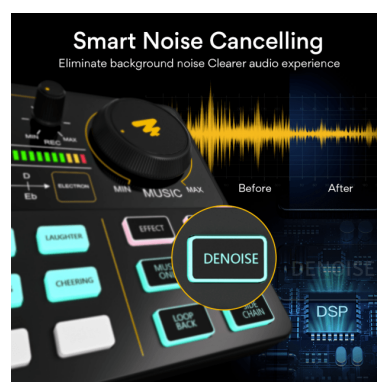 Smart Noise Cancelling
Eliminate background noise Clearer audio experience
MIN REC MAX
D
Eb
ELECTRON
MIN MUSIC MAX
Before
After
LAUGHTER
EFFECT
DENOISE
CHEERING
LOOP
BACK
CHAIN
DENOISE
DSP